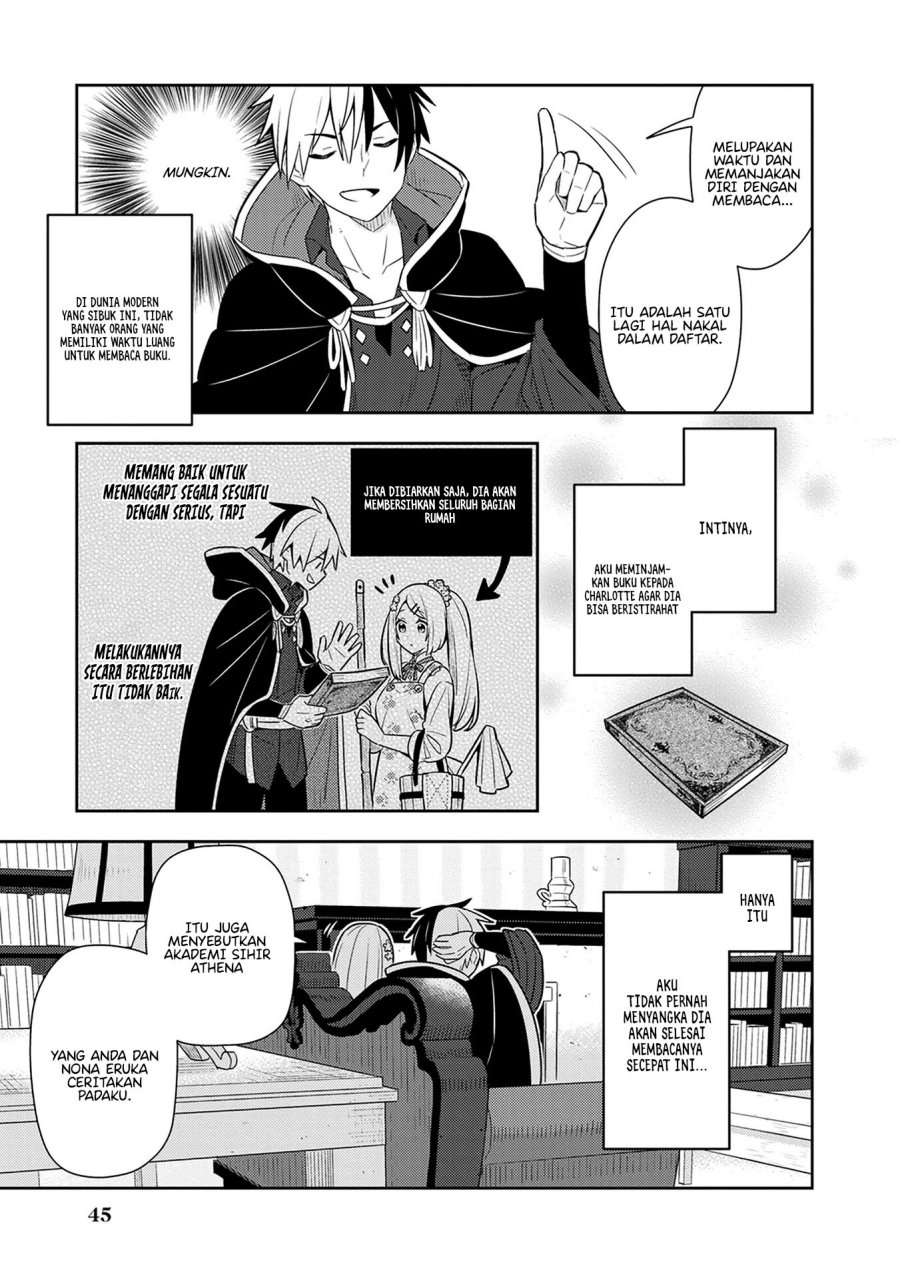 MELUPAKAN
WAKTU DAN
MEMANJAKAN
DIRI DENGAN
MEMBACA...
ITU ADALAH SATU
LAGI HAL NAKAL
DALAM DAFTAR.
MUNGKIN.
DI DUNIA MODERN
YANG SIBUK INI, TIDAK
BANYAK ORANG YANG
MEMILIKI WAKTU LUANG
UNTUK MEMBACA BUKU.
INTINYA,
AKU MEMINJAM-
KAN BUKU KEPADA
CHARLOTTE AGAR DIA
BISA BERISTIRAHAT
JIKA DIBIARKAN SAJA, DIA AKAN
MEMBERSIHKAN SELURUH BAGIAN
RUMAH
MEMANG BAIK UNTUK
MENANGGAPI SEGALA SESUATU
DENGAN SERIUS, TAPI
MELAKUKANNYA
SECARA BERLEBIHAN
ITU TIDAK BAIK.
HANYA
ITU
AKU
TIDAK PERNAH
MENYANGKA DIA
AKAN SELESAI
MEMBACANYA
SECEPAT INI...
ITU JUGA
MENYEBUTKAN
AKADEMI SIHIR
ATHENA
YANG ANDA DAN
NONA ERUKA
CERITAKAN
PADAKU.
45